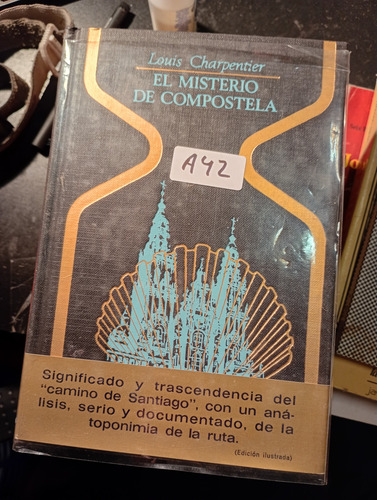 Louis Charpentier
EL MISTERIO
DE COMPOSTELA
A42
Significado y trascendencia del
"camino de Santiago", con un aná-
lisis, serio y documentado, de la
toponimia de la ruta.
(Edición ilustrada)